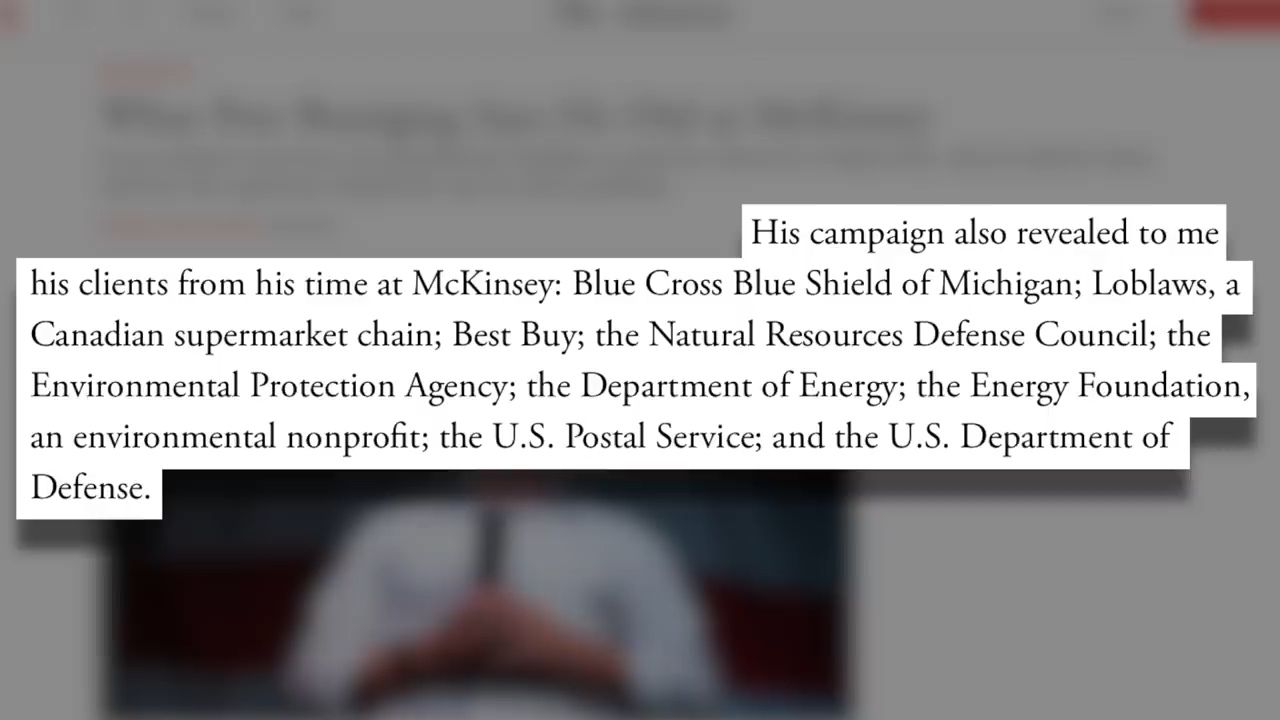 His campaign also revealed to me
his clients from his time at McKinsey: Blue Cross Blue Shield of Michigan; Loblaws, a
Canadian supermarket chain; Best Buy; the Natural Resources Defense Council; the
Environmental Protection Agency; the Department of Energy; the Energy Foundation,
an environmental nonprofit; the U.S. Postal Service; and the U.S. Department of
Defense.